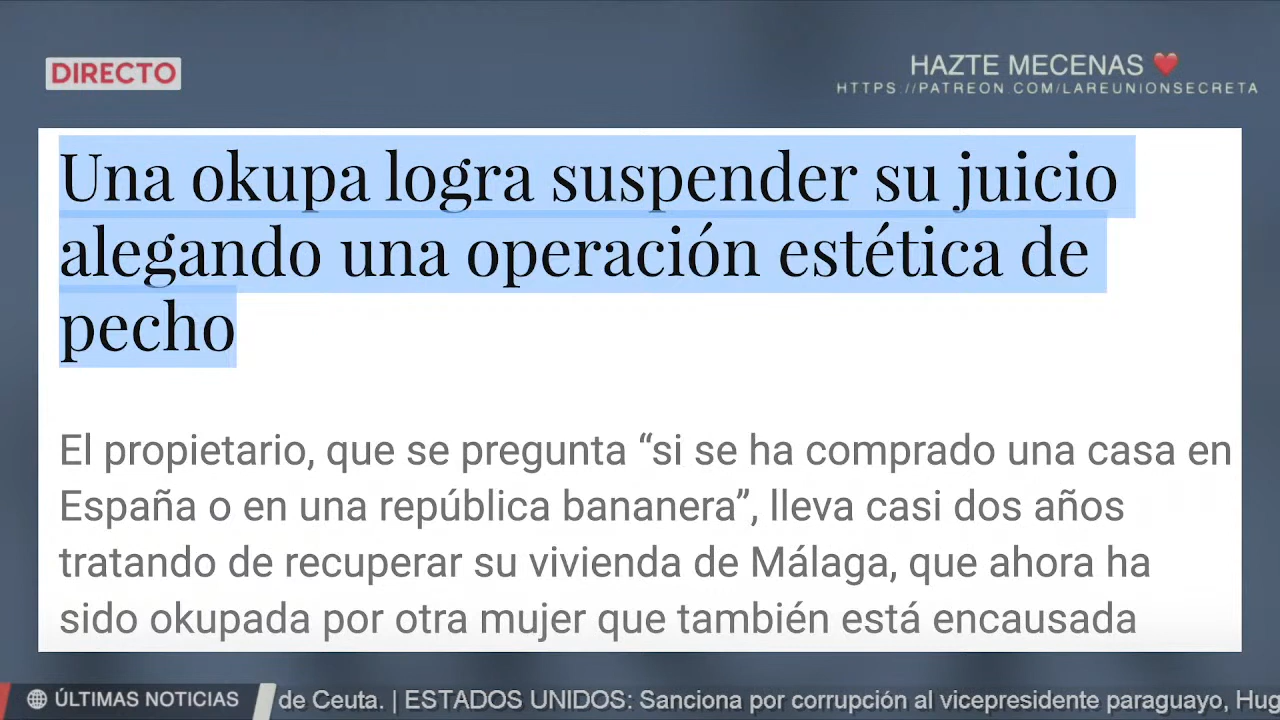 DIRECTO
HAZTE MECENAS ❤️
HTTPS://PATREON.COM/LAREUNIONSECRETA
Una okupa logra suspender su juicio
alegando una operación estética de
pecho
El propietario, que se pregunta “si se ha comprado una casa en
España o en una república bananera”, lleva casi dos años
tratando de recuperar su vivienda de Málaga, que ahora ha
sido okupada por otra mujer que también está encausada
ÚLTIMAS NOTICIAS
de Ceuta. | ESTADOS UNIDOS: Sanciona por corrupción al vicepresidente paraguayo, Hug